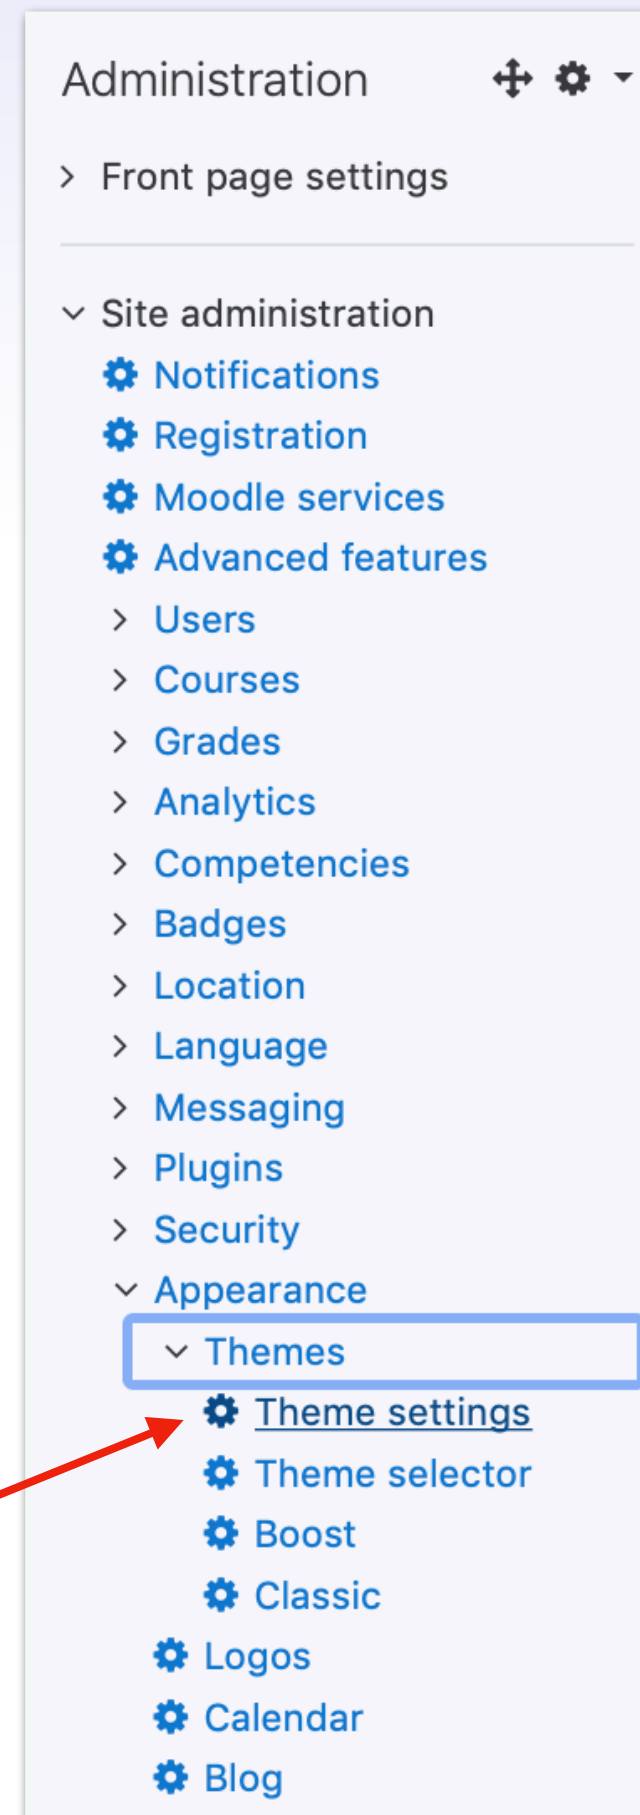 Administration
Front page settings
Site administration
Notifications
Registration
Moodle services
Advanced features
Users
Courses
Grades
Analytics
Competencies
Badges
Location
Language
Messaging
Plugins
Security
Appearance
Themes
Theme settings
Theme selector
Boost
Classic
Logos
Calendar
Blog